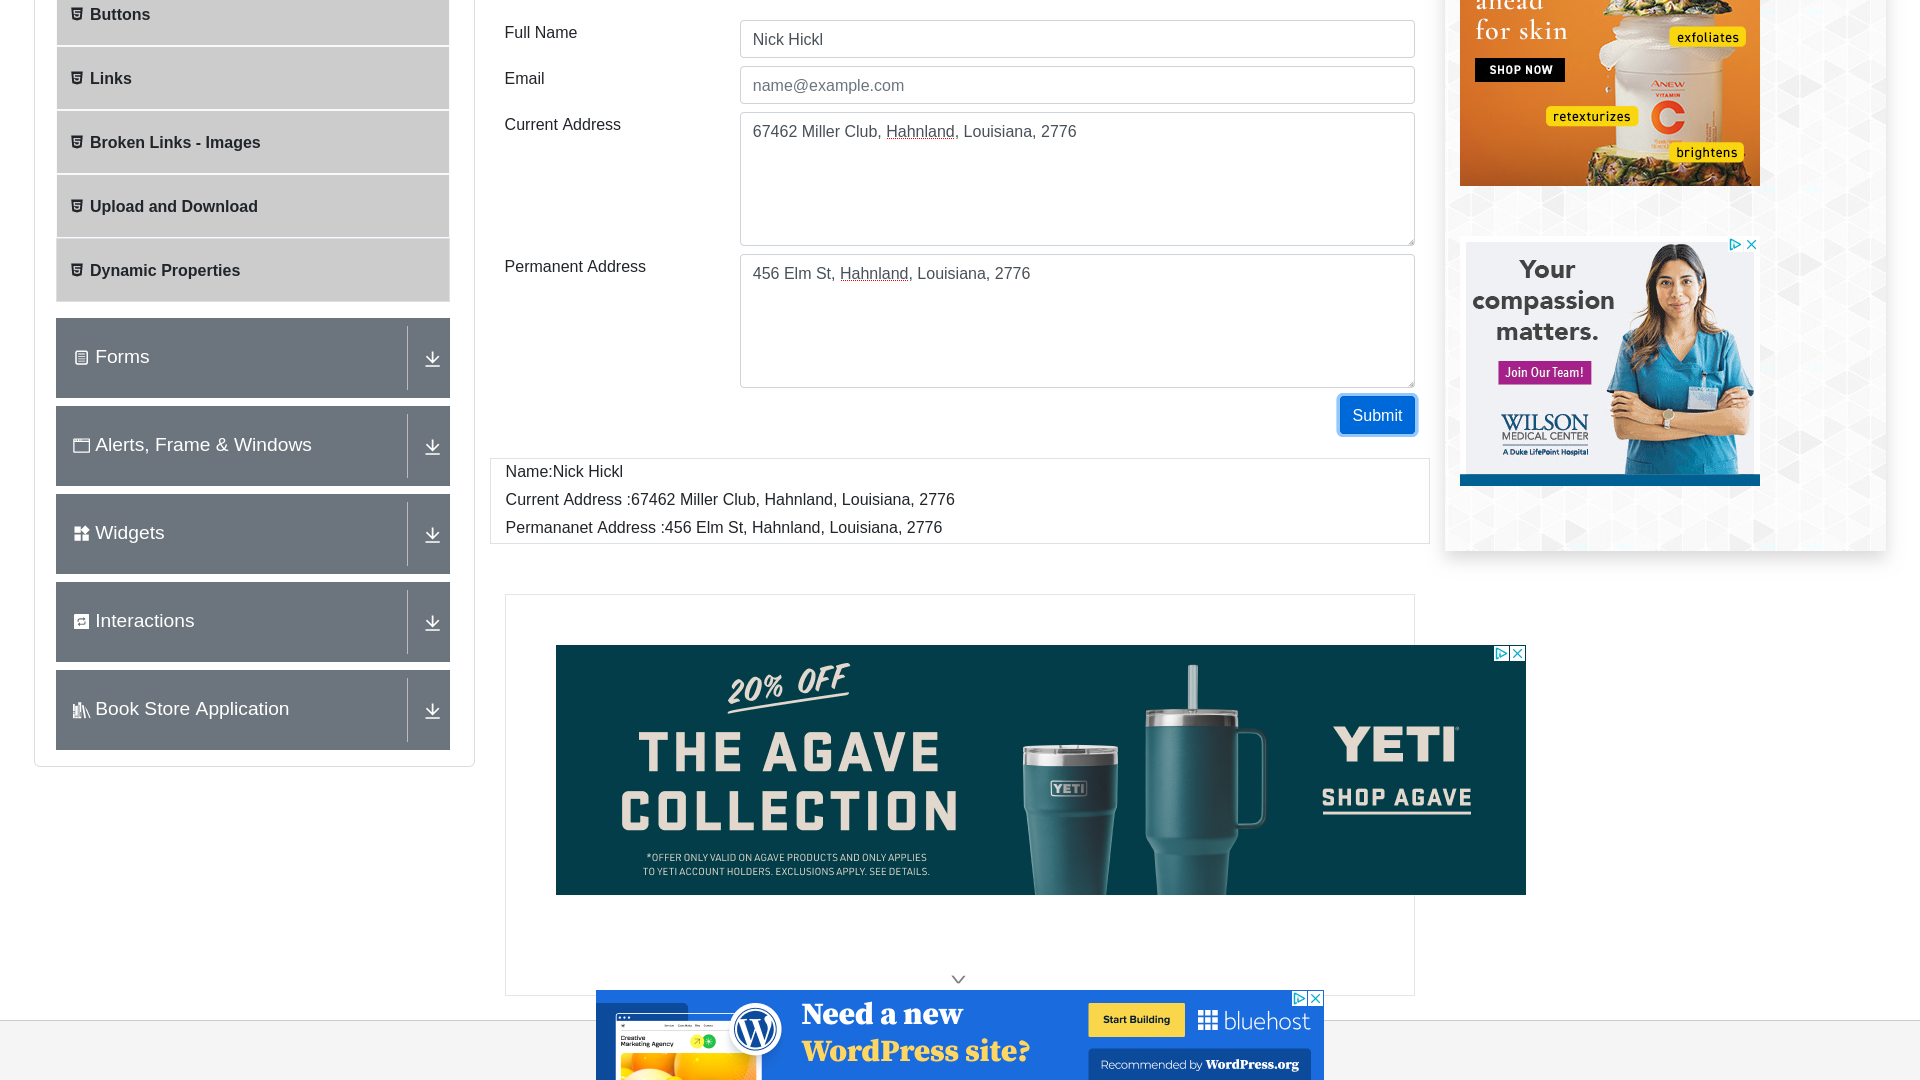 Buttons
Links
Broken Links - Images
Upload and Download
Dynamic Properties
Forms
Alerts, Frame & Windows
Widgets
Interactions
Book Store Application
Full Name
Nick Hickl
Email
name@example.com
Current Address
67462 Miller Club, Hahnland, Louisiana, 2776
Permanent Address
456 Elm St, Hahnland, Louisiana, 2776
Submit
Name:Nick Hickl
Current Address :67462 Miller Club, Hahnland, Louisiana, 2776
Permananet Address :456 Elm St, Hahnland, Louisiana, 2776
20% OFF
THE AGAVE
COLLECTION
*OFFER ONLY VALID ON AGAVE PRODUCTS AND ONLY APPLIES
TO YETI ACCOUNT HOLDERS. EXCLUSIONS APPLY. SEE DETAILS.
YETI
YETI
SHOP AGAVE
ahead
for skin
SHOP NOW
exfoliates
retexturizes
brightens
ANEW
VITAMIN
C
Your
compassion
matters.
Join Our Team!
WILSON
MEDICAL CENTER
A Duke LifePoint Hospital
Creative
Marketing Agency
Need a new
WordPress site?
Start Building
bluehost
Recommended by WordPress.org